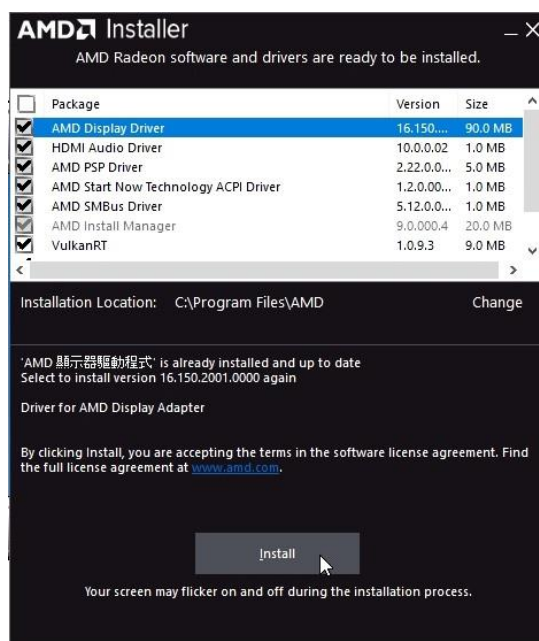 AMD Installer
AMD Radeon software and drivers are ready to be installed.
Package Version Size
AMD Display Driver 16.150.... 90.0 MB
HDMI Audio Driver 10.0.0.02 1.0 MB
AMD PSP Driver 2.22.0.0... 5.0 MB
AMD Start Now Technology ACPI Driver 1.2.0.00... 1.0 MB
AMD SMBus Driver 5.12.0.0... 1.0 MB
AMD Install Manager 9.0.000.4 20.0 MB
VulkanRT 1.0.9.3 9.0 MB
Installation Location: C:\Program Files\AMD Change
'AMD 顯示器驅動程式' is already installed and up to date
Select to install version 16.150.2001.0000 again
Driver for AMD Display Adapter
By clicking Install, you are accepting the terms in the software license agreement. Find
the full license agreement at www.amd.com.
Install
Your screen may flicker on and off during the installation process.